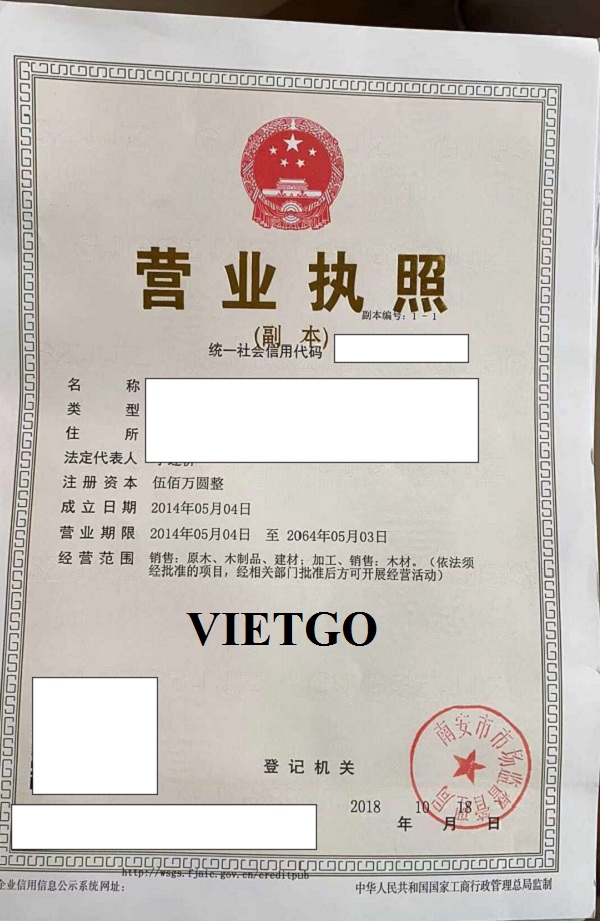 营业执照
副本编号：1-1
(副 本)
统一社会信用代码
名 称
类 型
住 所
法定代表人
注册资本 伍佰万圆整
成立日期 2014年05月04日
营业期限 2014年05月04日 至 2064年05月03日
经营范围 销售：原木、木制品、建材；加工、销售：木材。（依法须
经批准的项目，经相关部门批准后方可开展经营活动）
VIETGO
登记机关
南安市市场监督管理局
2018 年 10 月 18 日
http://wsgs.fjaic.gov.cn/creditpub
企业信用信息公示系统网址：
中华人民共和国国家工商行政管理总局监制